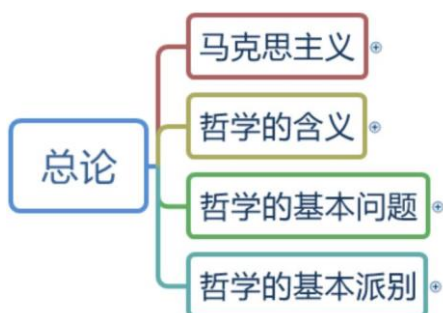 马克思主义
哲学的含义
总论
哲学的基本问题
哲学的基本派别